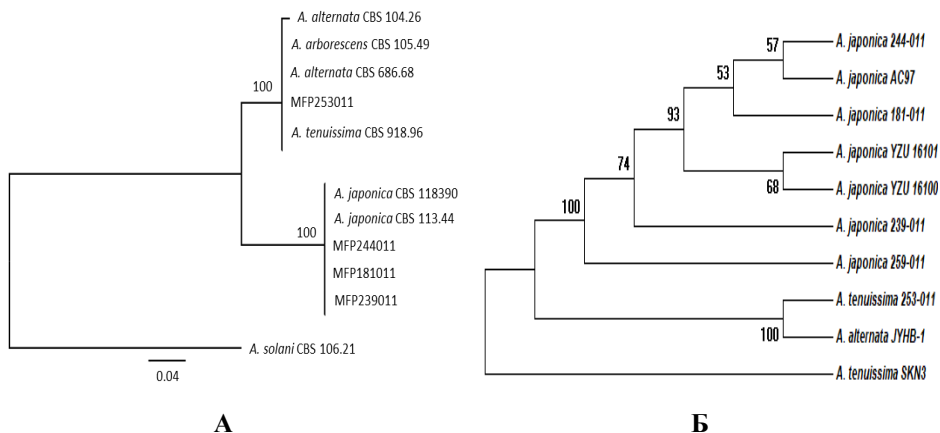 A. alternata CBS 104.26
A. arborescens CBS 105.49
A. alternata CBS 686.68
100
MFP253011
A. tenuissima CBS 918.96
A. japonica CBS 118390
A. japonica CBS 113.44
100
MFP244011
MFP181011
MFP239011
A. solani CBS 106.21
0.04
А
57
A. japonica 244-011
53
A. japonica AC97
93
A. japonica 181-011
74
A. japonica YZU 16101
68
A. japonica YZU 16100
100
A. japonica 239-011
A. japonica 259-011
A. tenuissima 253-011
100
A. alternata JYHB-1
A. tenuissima SKN3
Б